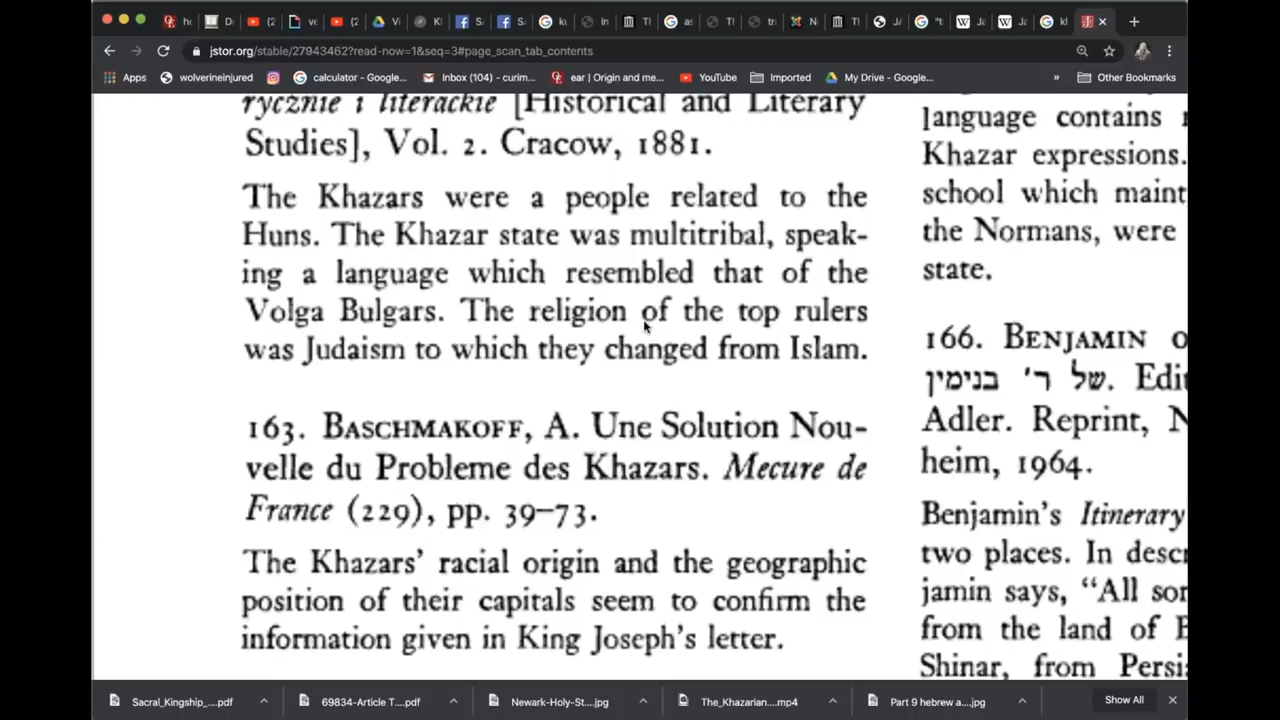 jstor.org/stable/27943462?read-now=1&seq=3#page_scan_tab_contents
Apps
wolverineinjured
calculator - Google...
Inbox (104) - curim...
ear | Origin and me...
YouTube
Imported
My Drive - Google...
»
Other Bookmarks
rycznie i literackie [Historical and Literary
Studies], Vol. 2. Cracow, 1881.
The Khazars were a people related to the
Huns. The Khazar state was multitribal, speak-
ing a language which resembled that of the
Volga Bulgars. The religion of the top rulers
was Judaism to which they changed from Islam.
163. BASCHMAKOFF, A. Une Solution Nou-
velle du Probleme des Khazars. Mecure de
France (229), pp. 39–73.
The Khazars' racial origin and the geographic
position of their capitals seem to confirm the
information given in King Joseph's letter.
language contains
Khazar expressions.
school which maint
the Normans, were
state.
166. BENJAMIN O
של ר' בנימין. Edi
Adler. Reprint, N
heim, 1964.
Benjamin's Itinerary
two places. In desc
jamin says, "All so
from the land of
Shinar, from Persi
Sacral_Kingship_....pdf
69834-Article T....pdf
Newark-Holy-St....jpg
The_Khazarian....mp4
Part 9 hebrew a....jpg
Show All